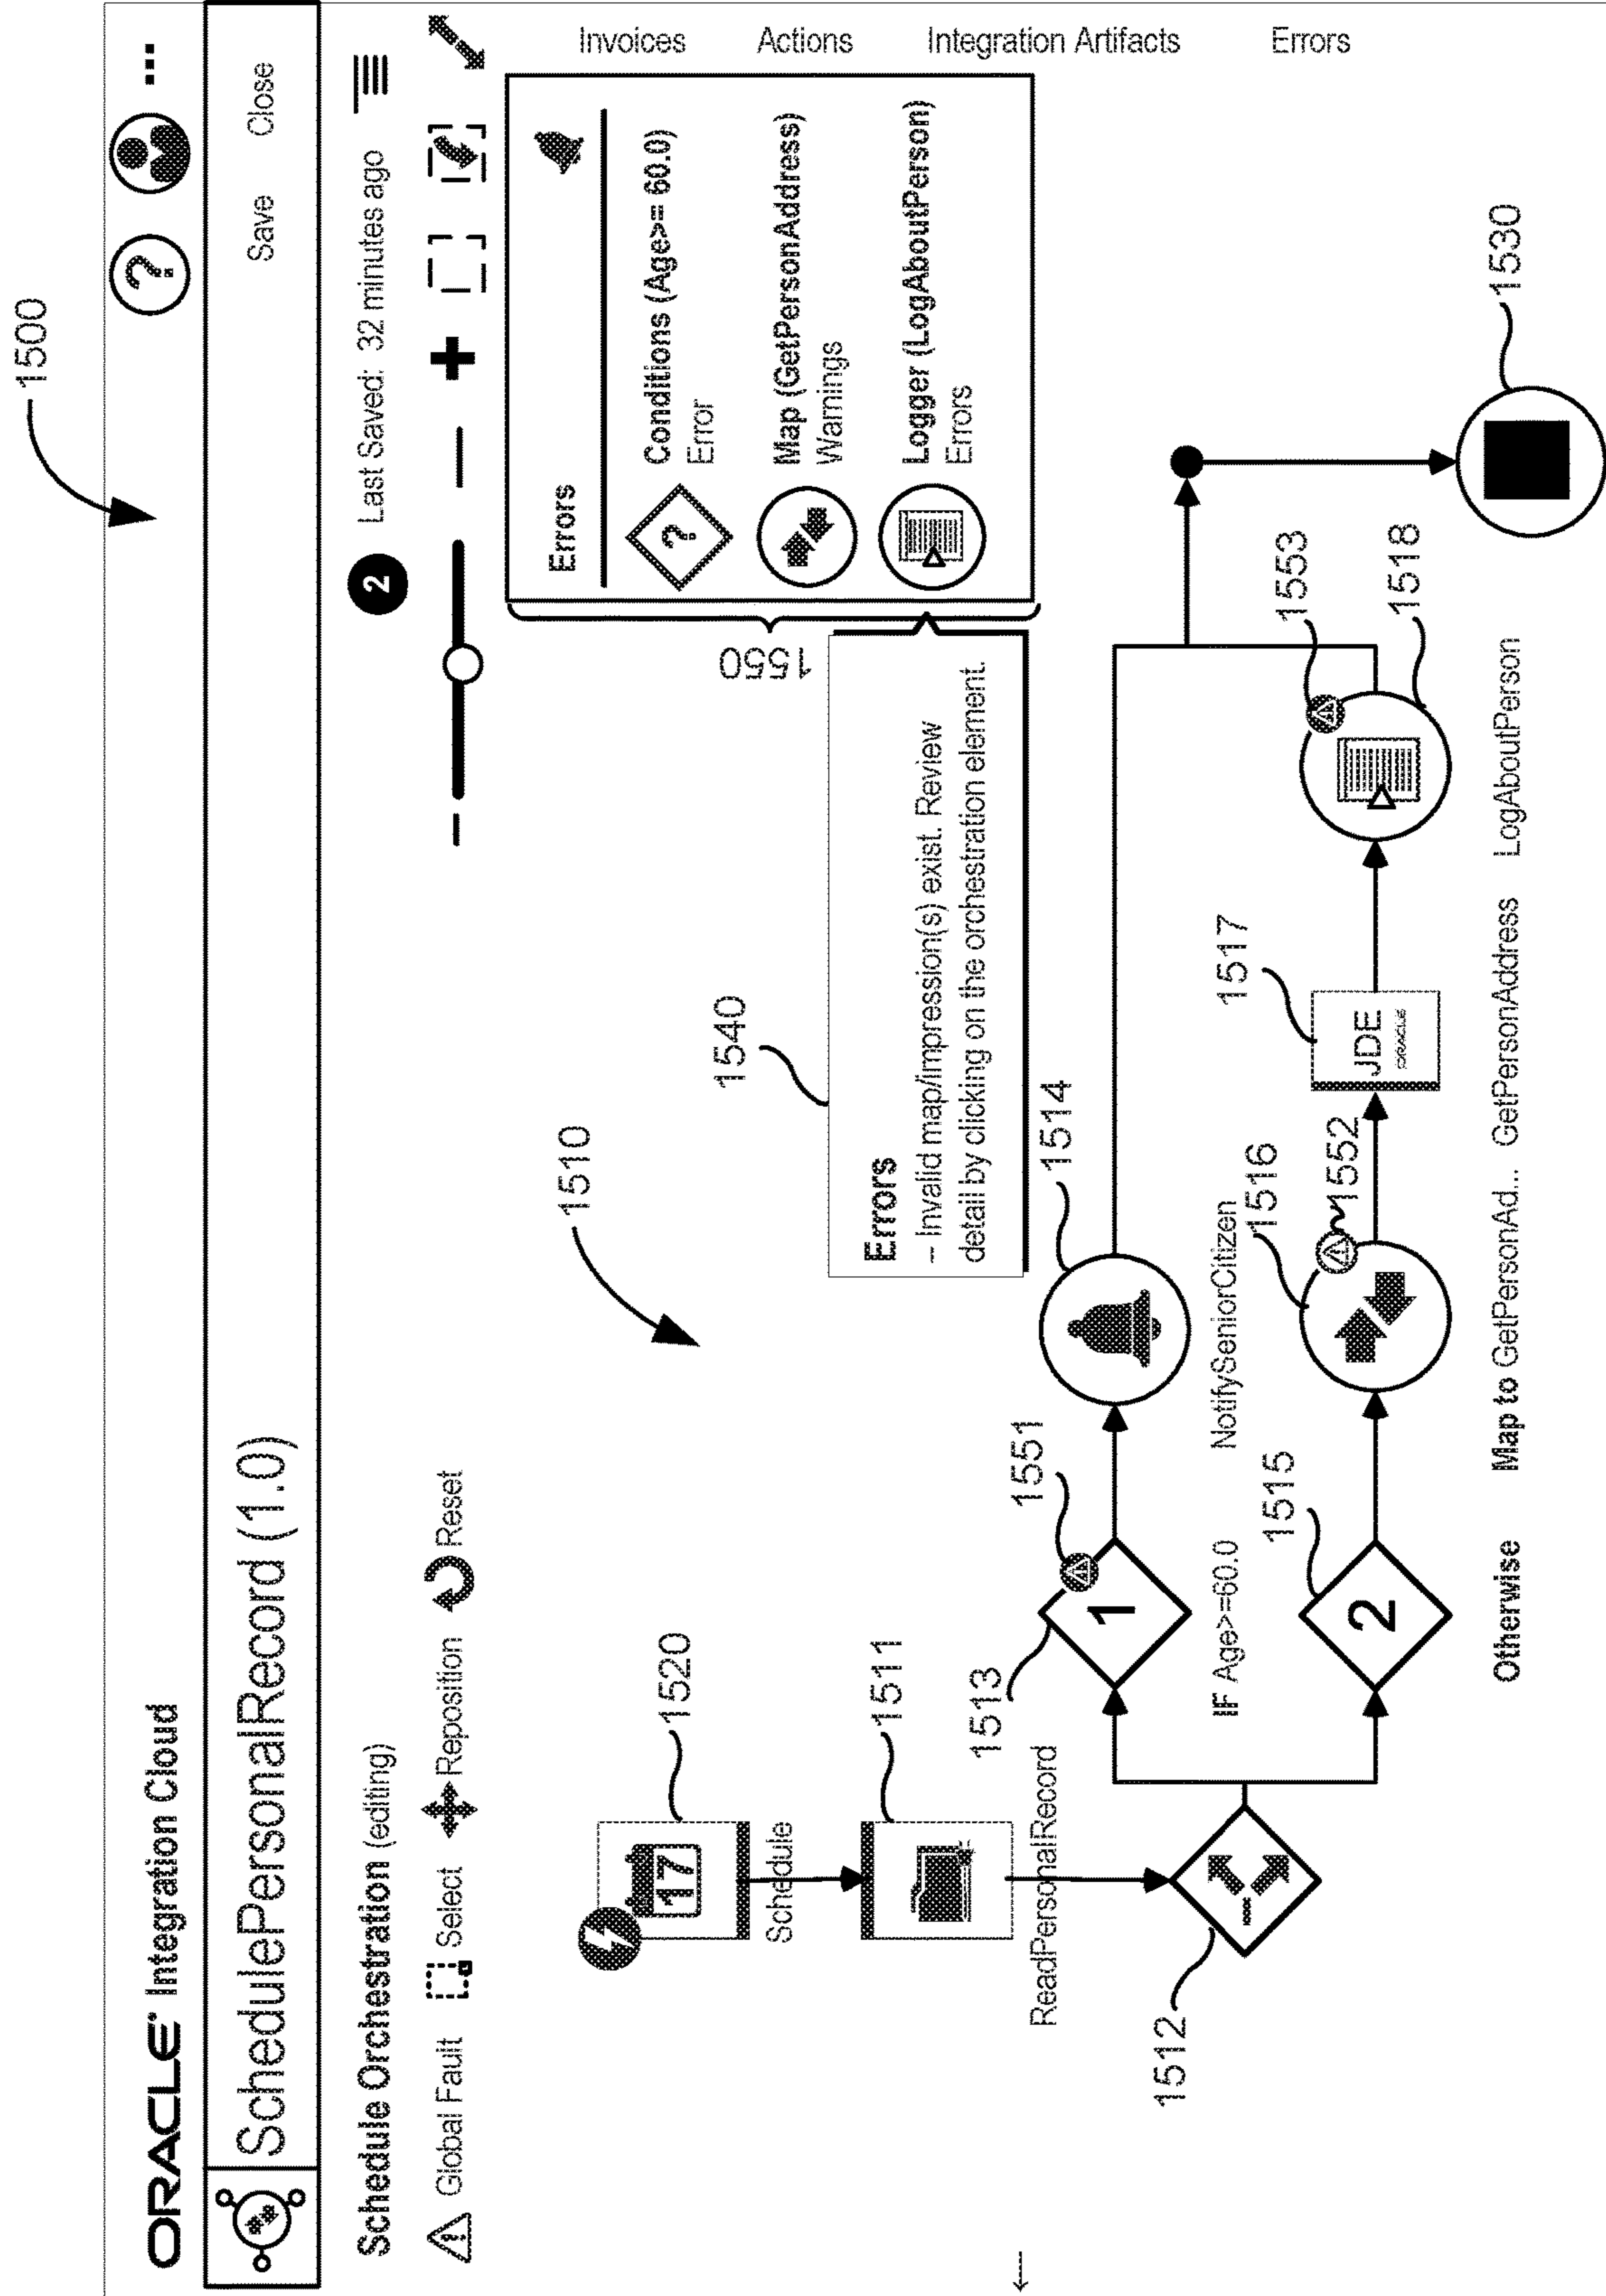 1500
ORACLE® Integration Cloud
?
...
SchedulePersonalRecord (1.0)
Save Close
Schedule Orchestration (editing)
2 Last Saved: 32 minutes ago
Global Fault Select Reposition Reset
Invoices
Actions
Integration Artifacts
Errors
Errors
? Conditions (Age>= 60.0)
Error
Map (GetPersonAddress)
Warnings
Logger (LogAboutPerson)
Errors
1550
1540
Errors
– Invalid map/impression(s) exist. Review
detail by clicking on the orchestration element.
1510
1520
17
Schedule
1511
ReadPersonalRecord
1512
1513
1
1551
IF Age>=60.0
1514
NotifySeniorCitizen
1515
2
Otherwise
1516
1552
Map to GetPersonAd...
1517
JDE
ORACLE
GetPersonAddress
1553
1518
LogAboutPerson
1530